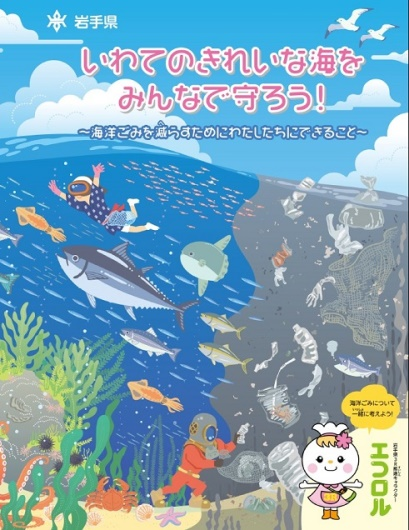 岩手県
いわてのきれいな海を
みんなで守ろう!
~海洋ごみを減らすためにわたしたちにできること~
海洋ごみについて
一緒に考えよう!
エコロル